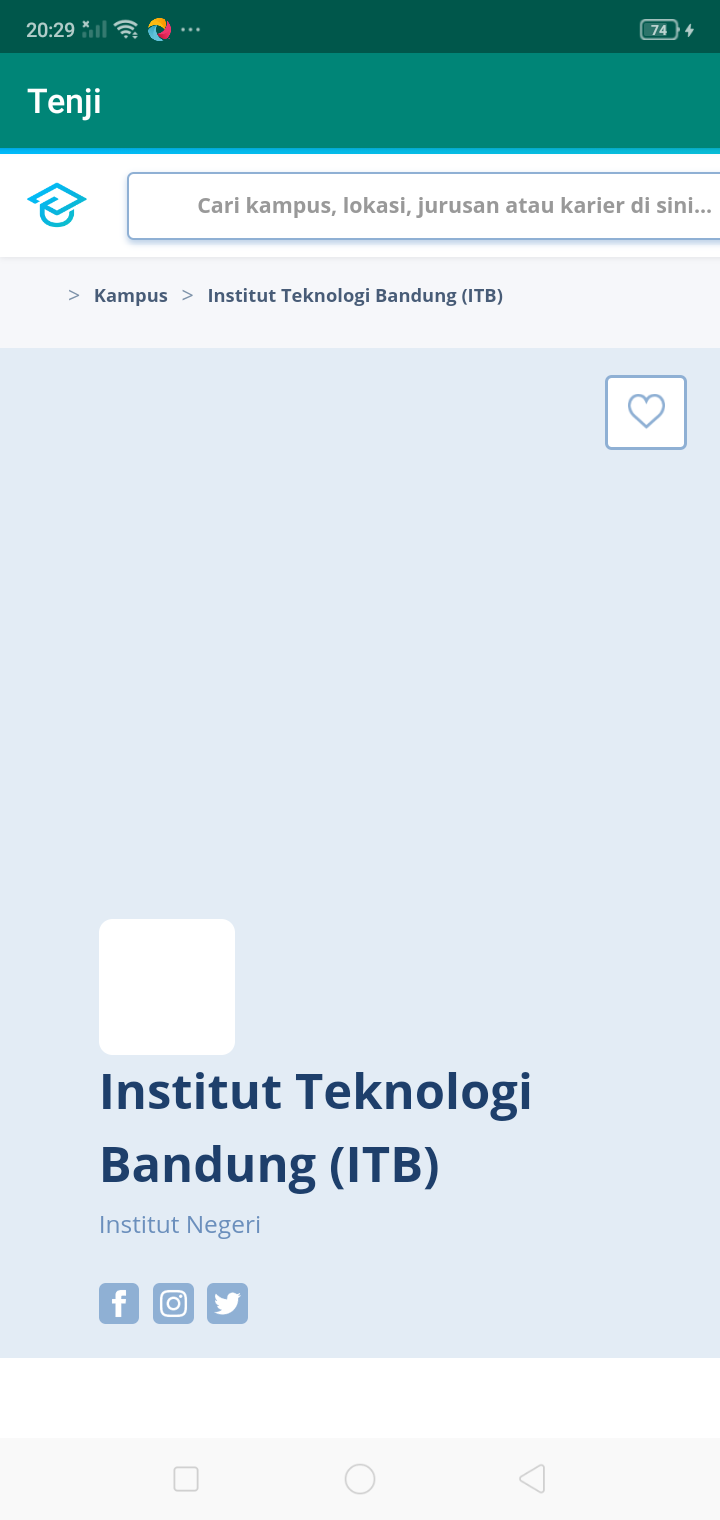 20:29
74
Tenji
Cari kampus, lokasi, jurusan atau karier di sini...
> Kampus > Institut Teknologi Bandung (ITB)
Institut Teknologi
Bandung (ITB)
Institut Negeri